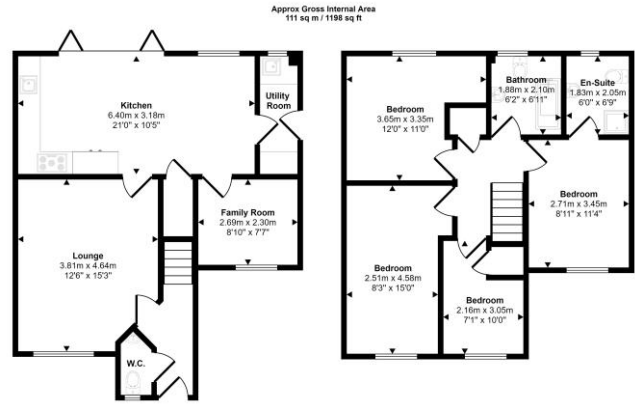 Approx Gross Internal Area
111 sq m / 1198 sq ft
Kitchen
6.40m x 3.18m
21'0" x 10'5"
Utility
Room
Family Room
2.69m x 2.30m
8'10" x 7'7"
Lounge
3.81m x 4.64m
12'6" x 15'3"
W.C.
Bedroom
3.65m x 3.35m
12'0" x 11'0"
Bathroom
1.88m x 2.10m
6'2" x 6'11"
En-Suite
1.83m x 2.05m
6'0" x 6'9"
Bedroom
2.71m x 3.45m
8'11" x 11'4"
Bedroom
2.51m x 4.58m
8'3" x 15'0"
Bedroom
2.16m x 3.05m
7'1" x 10'0"